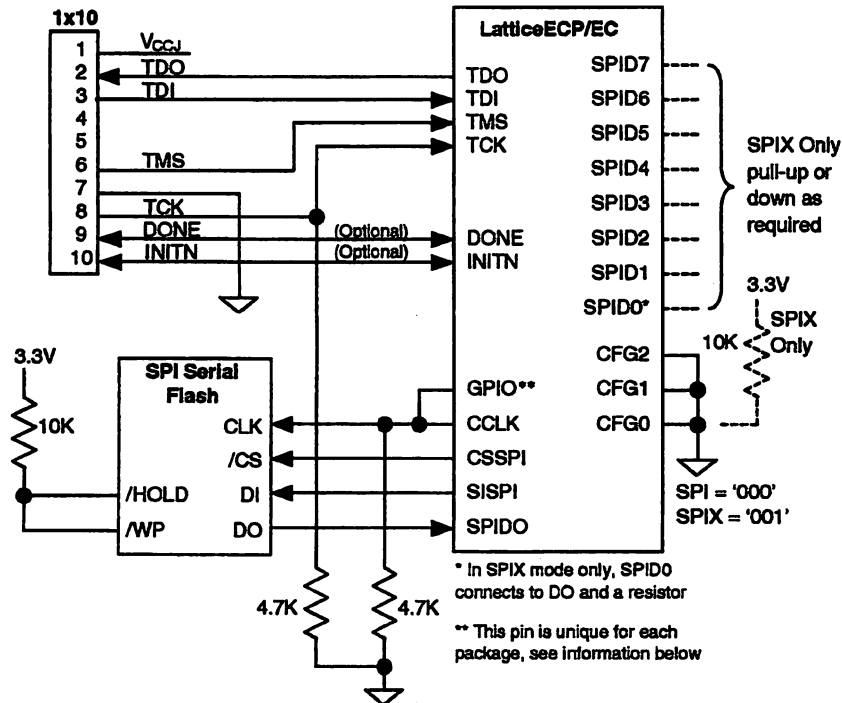 1x10
1
2
3
4
5
6
7
8
9
10
VCCJ
TDO
TDI
TMS
TCK
DONE
INITN
(Optional)
(Optional)
LatticeECP/EC
TDO
TDI
TMS
TCK
DONE
INITN
GPIO**
CCLK
CSSPI
SISPI
SPIDO
SPID7
SPID6
SPID5
SPID4
SPID3
SPID2
SPID1
SPID0*
CFG2
CFG1
CFG0
SPIX Only
pull-up or
down as
required
3.3V
10K
SPIX
Only
SPI = '000'
SPIX = '001'
3.3V
10K
SPI Serial
Flash
CLK
/CS
DI
DO
/HOLD
/WP
4.7K
4.7K
* In SPIX mode only, SPID0
connects to DO and a resistor
** This pin is unique for each
package, see information below